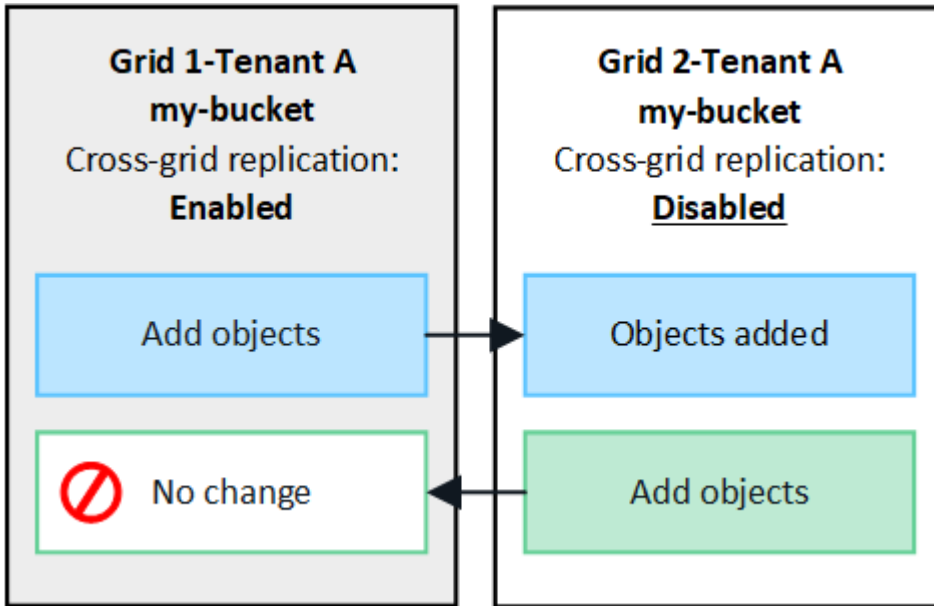 Grid 1-Tenant A
my-bucket
Cross-grid replication:
Enabled
Add objects
No change
Grid 2-Tenant A
my-bucket
Cross-grid replication:
Disabled
Objects added
Add objects